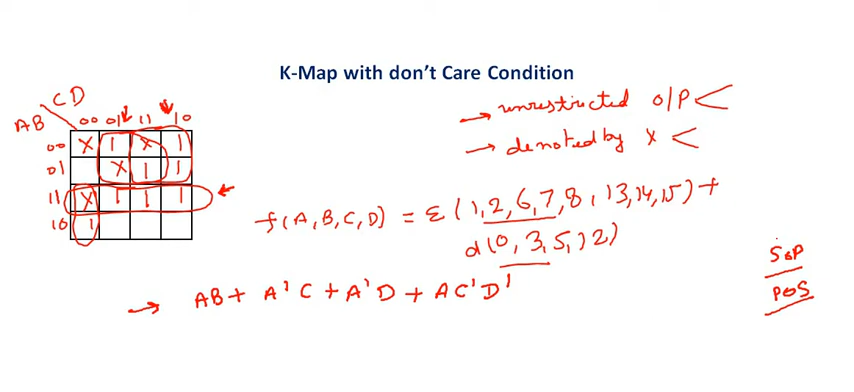 K-Map with don't Care Condition
→ unrestricted O/P <
→ denoted by X <
CD
AB
00 01 11 10
00 X 1 X 1
01 X 1 1
11 X 1 1 1
10 1
f(A,B,C,D) = Σ(1,2,6,7,8,13,14,15) +
d(0,3,5,12)
SOP
POS
→ AB + A'C + A'D + AC'D'